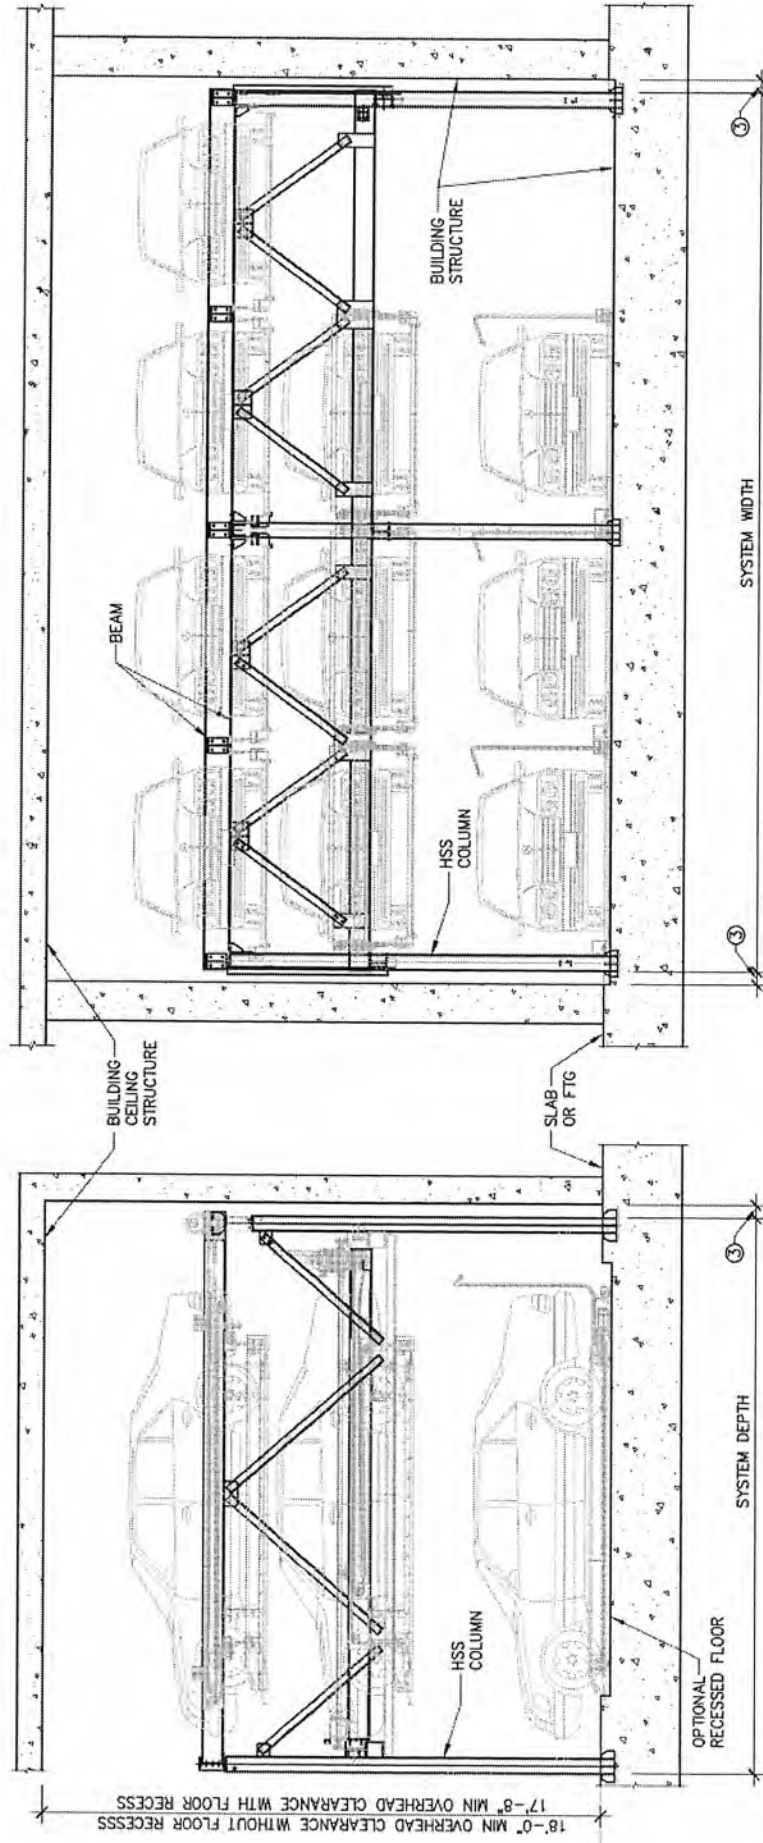 BUILDING
CEILING
STRUCTURE
BEAM
HSS
COLUMN
BUILDING
STRUCTURE
SLAB
OR FTG
3
3
SYSTEM WIDTH
18'-0" MIN OVERHEAD CLEARANCE WITHOUT FLOOR RECESSS
17'-8" MIN OVERHEAD CLEARANCE WITH FLOOR RECESS
HSS
COLUMN
OPTIONAL
RECESSED FLOOR
3
SYSTEM DEPTH